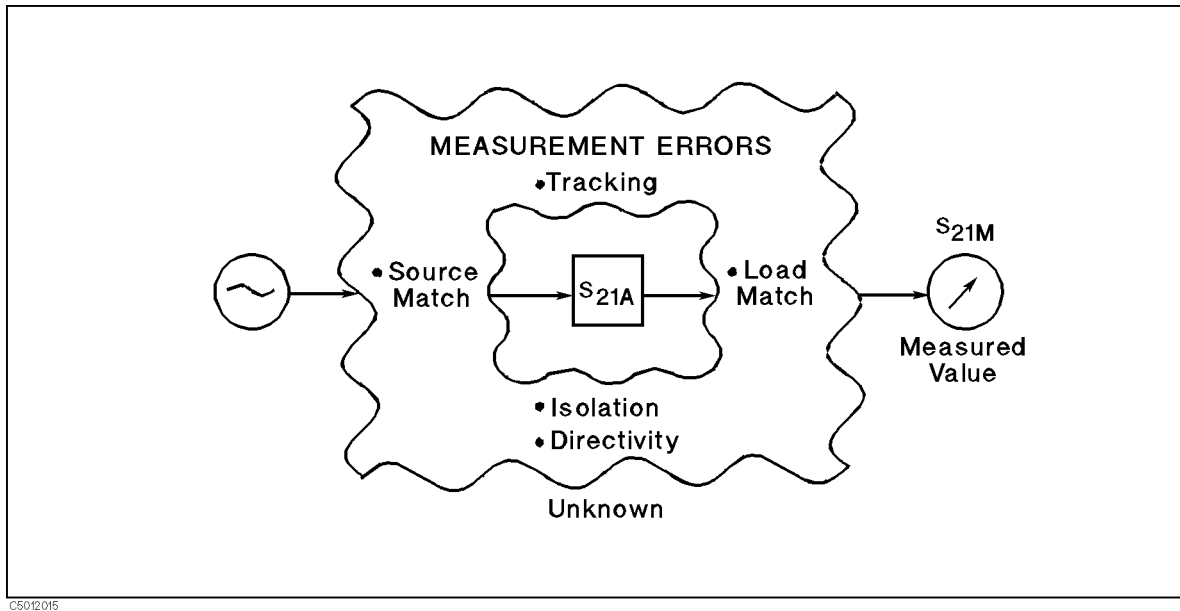 MEASUREMENT ERRORS
•Tracking
• Source
Match
S21A
• Load
Match
S21M
Measured
Value
• Isolation
• Directivity
Unknown
C5012015